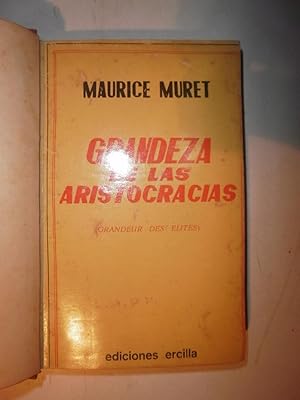 MAURICE MURET
GRANDEZA
DE LAS
ARISTOCRACIAS
(GRANDEUR DES ELITES)
ediciones ercilla